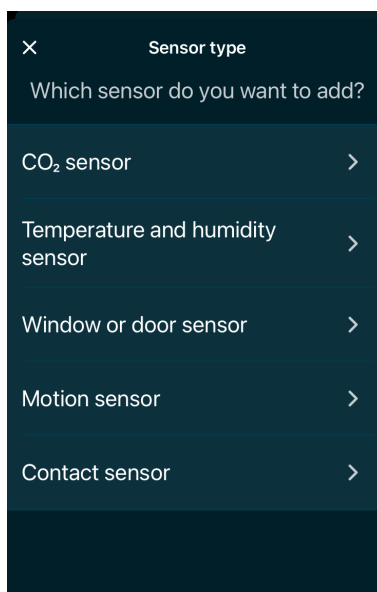 Sensor type
Which sensor do you want to add?
CO₂ sensor
Temperature and humidity
sensor
Window or door sensor
Motion sensor
Contact sensor